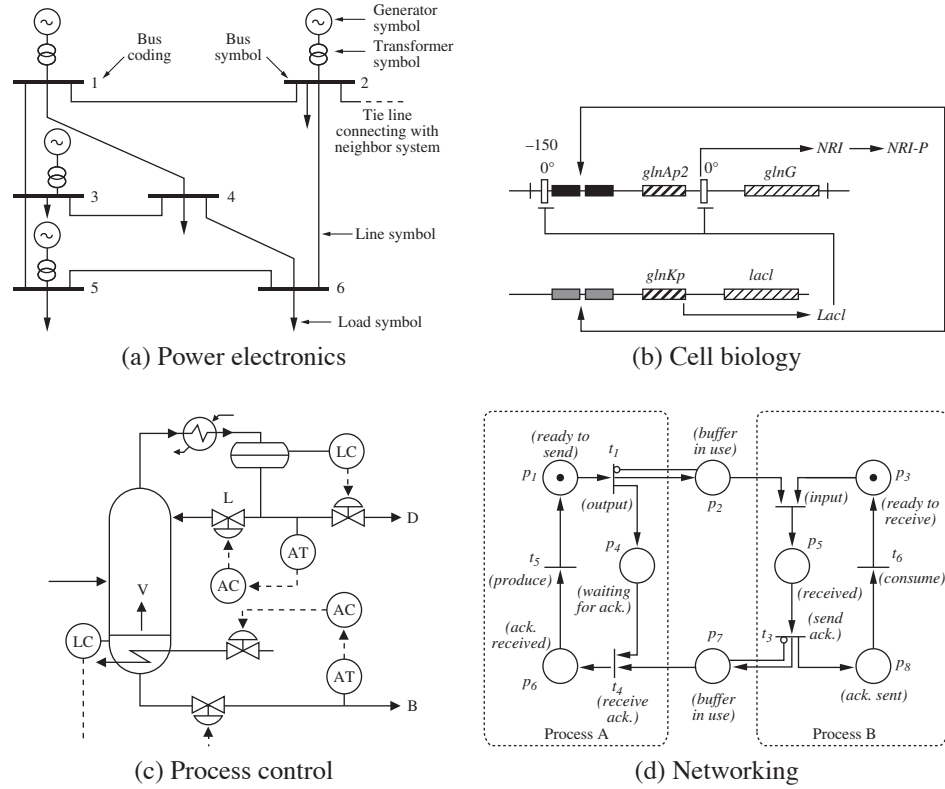 Generator
symbol
Bus
coding
Bus
symbol
Transformer
symbol
1
2
Tie line
connecting with
neighbor system
3
4
Line symbol
5
6
Load symbol
(a) Power electronics
–150
0°
0°
NRI
NRI-P
glnAp2
glnG
glnKp
lacl
Lacl
(b) Cell biology
LC
L
D
AT
AC
V
AC
LC
AT
B
(c) Process control
(ready to
send)
t1
(buffer
in use)
p1
p3
(output)
p2
(input)
(ready to
receive)
p4
p5
t5
(produce)
t6
(consume)
(waiting
for ack.)
(received)
(ack.
received)
(send
ack.)
p7
t3
p6
t4
p8
(receive
ack.)
(buffer
in use)
(ack. sent)
Process A
Process B
(d) Networking